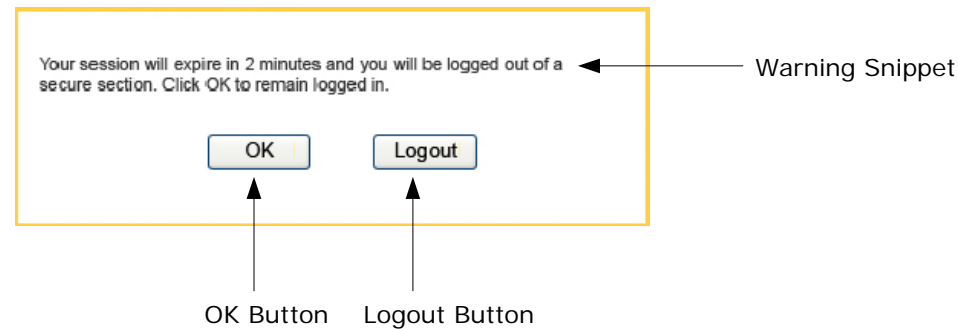 Your session will expire in 2 minutes and you will be logged out of a
secure section. Click OK to remain logged in.
Warning Snippet
OK
Logout
OK Button
Logout Button